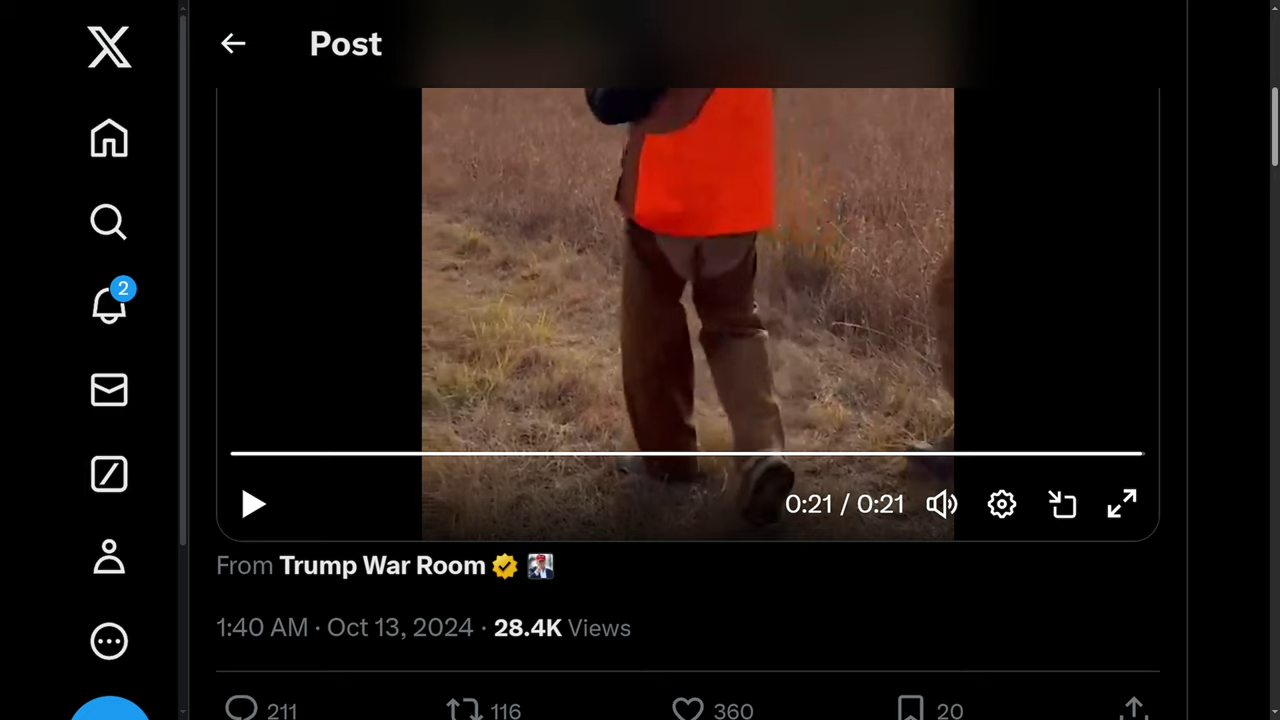 Post
2
0:21 / 0:21
From Trump War Room
1:40 AM · Oct 13, 2024 · 28.4K Views
211 116 360 20